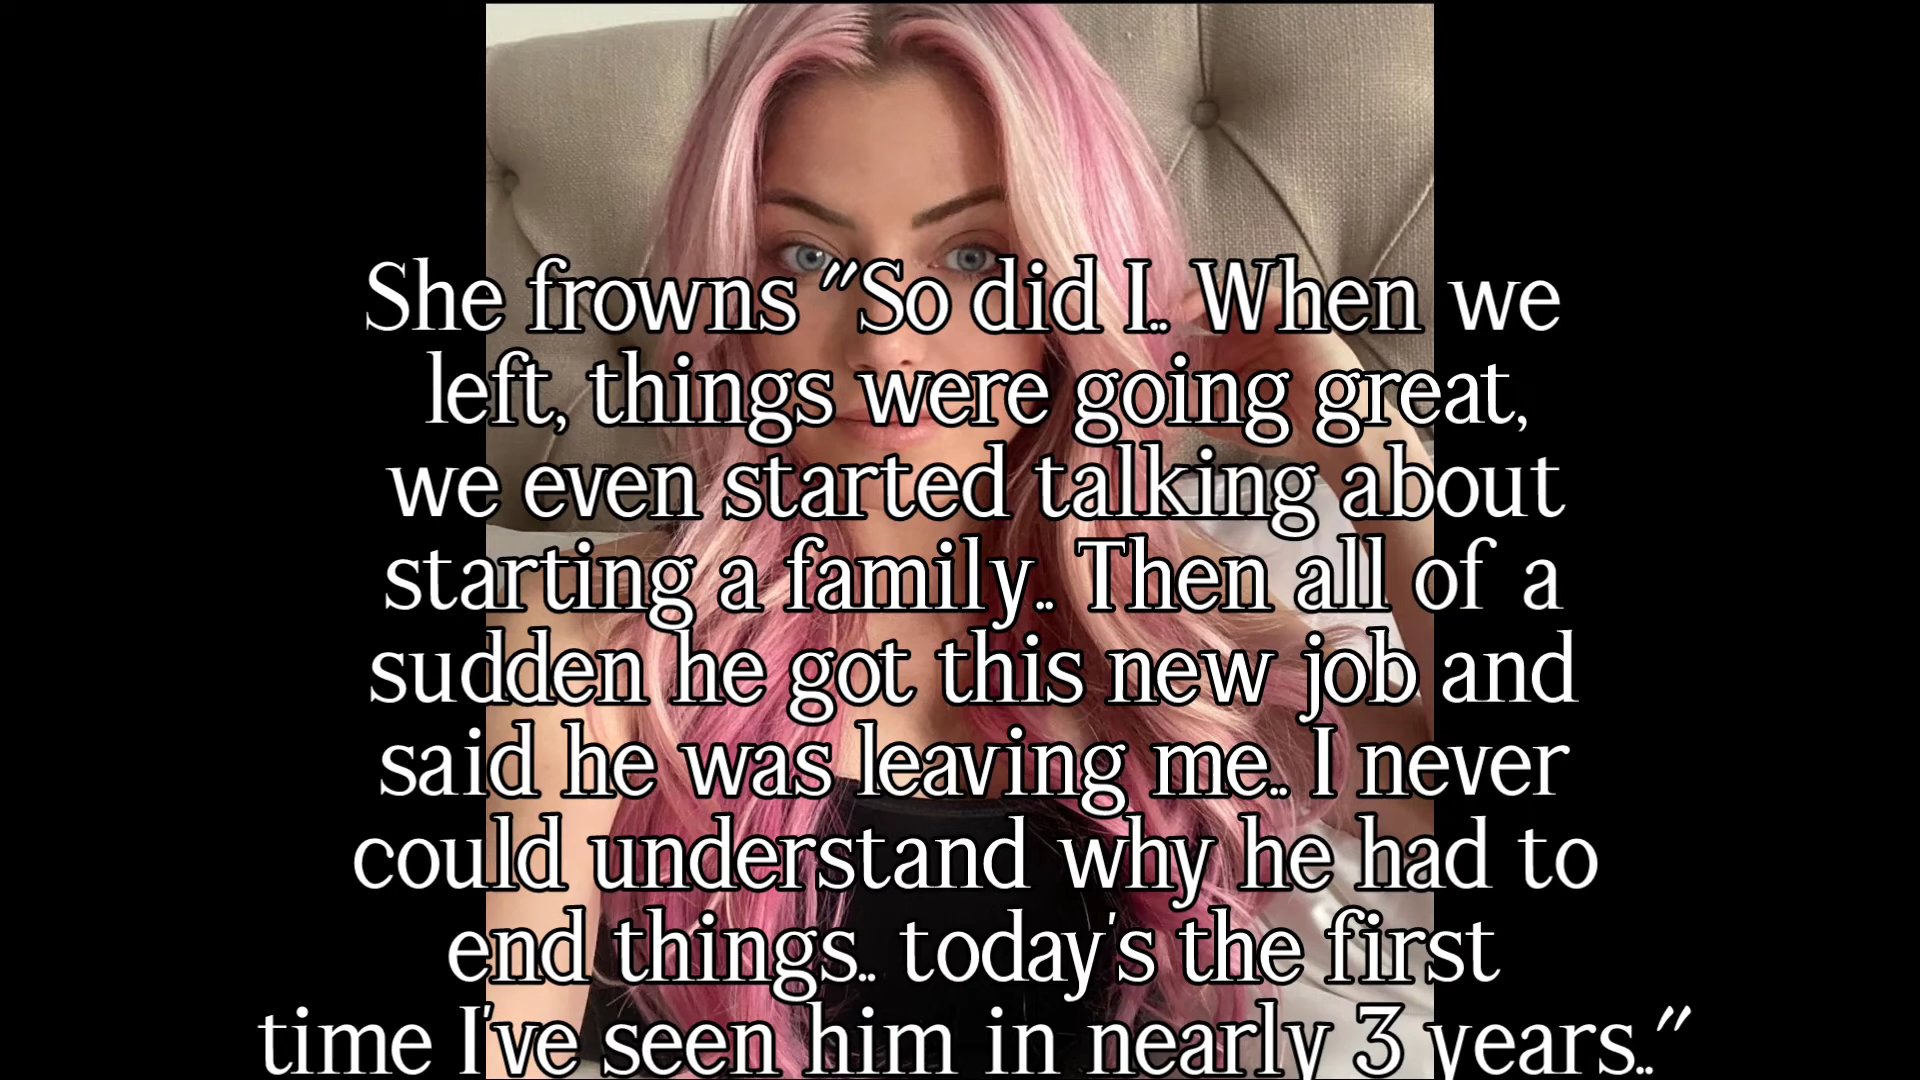 She frowns "So did I.. When we
left, things were going great,
we even started talking about
starting a family.. Then all of a
sudden he got this new job and
said he was leaving me.. I never
could understand why he had to
end things.. today's the first
time I've seen him in nearly 3 years.."